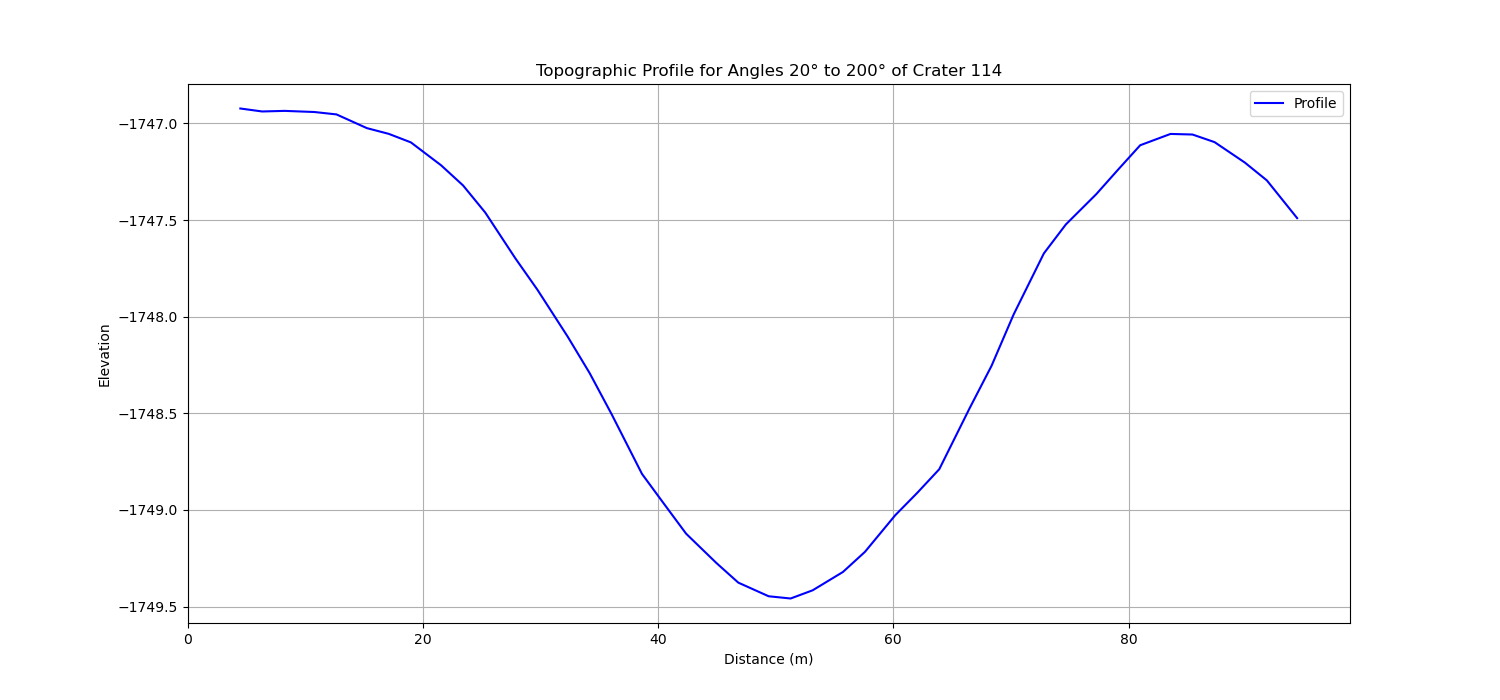 Topographic Profile for Angles 20° to 200° of Crater 114
Profile
−1747.0
−1747.5
−1748.0
−1748.5
−1749.0
−1749.5
Elevation
0 20 40 60 80
Distance (m)